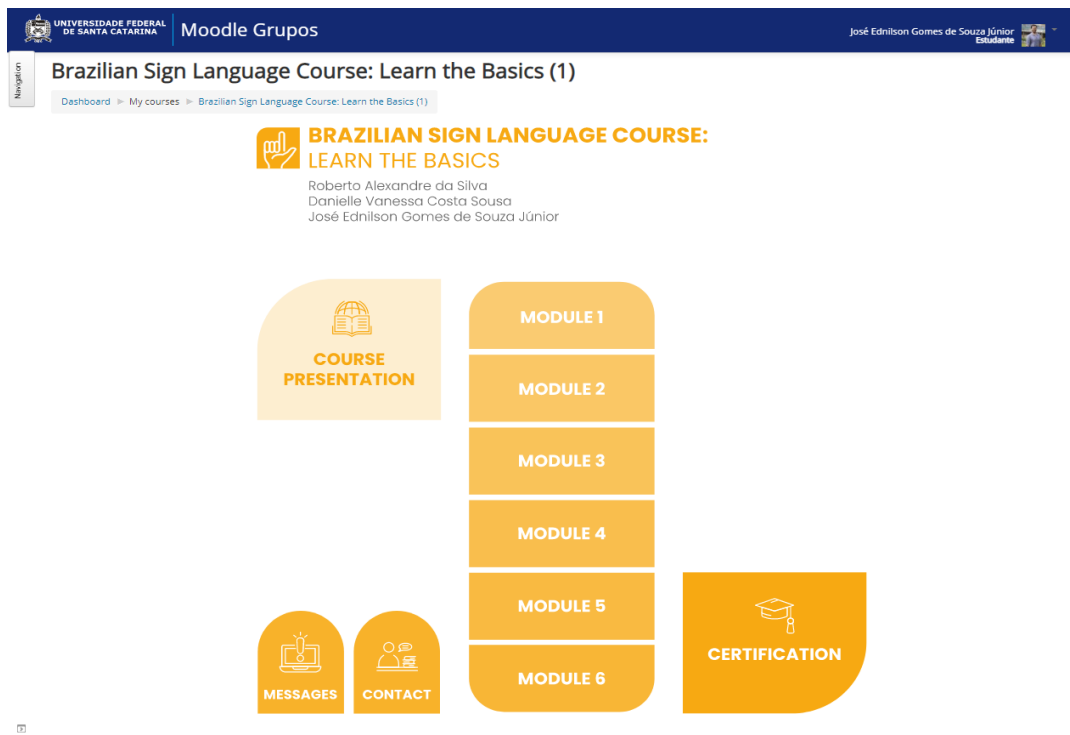 UNIVERSIDADE FEDERAL
DE SANTA CATARINA
Moodle Grupos
José Ednilson Gomes de Souza Júnior
Estudante
Navigation
Brazilian Sign Language Course: Learn the Basics (1)
Dashboard ► My courses ► Brazilian Sign Language Course: Learn the Basics (1)
BRAZILIAN SIGN LANGUAGE COURSE:
LEARN THE BASICS
Roberto Alexandre da Silva
Danielle Vanessa Costa Sousa
José Ednilson Gomes de Souza Júnior
COURSE
PRESENTATION
MODULE 1
MODULE 2
MODULE 3
MODULE 4
MODULE 5
MODULE 6
MESSAGES
CONTACT
CERTIFICATION